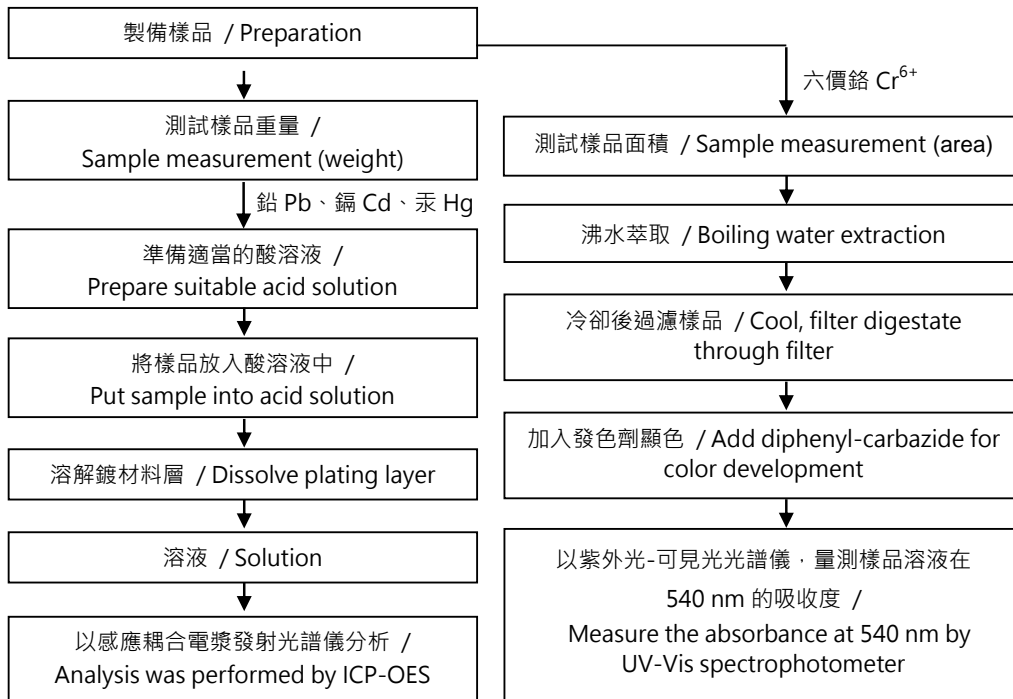 製備樣品 / Preparation
六價鉻 Cr⁶⁺
測試樣品重量 /
Sample measurement (weight)
鉛 Pb、鎘 Cd、汞 Hg
準備適當的酸溶液 /
Prepare suitable acid solution
將樣品放入酸溶液中 /
Put sample into acid solution
溶解鍍材料層 / Dissolve plating layer
溶液 / Solution
以感應耦合電漿發射光譜儀分析 /
Analysis was performed by ICP-OES
測試樣品面積 / Sample measurement (area)
沸水萃取 / Boiling water extraction
冷卻後過濾樣品 / Cool, filter digestate
through filter
加入發色劑顯色 / Add diphenyl-carbazide for
color development
以紫外光-可見光光譜儀，量測樣品溶液在
540 nm 的吸收度 /
Measure the absorbance at 540 nm by
UV-Vis spectrophotometer